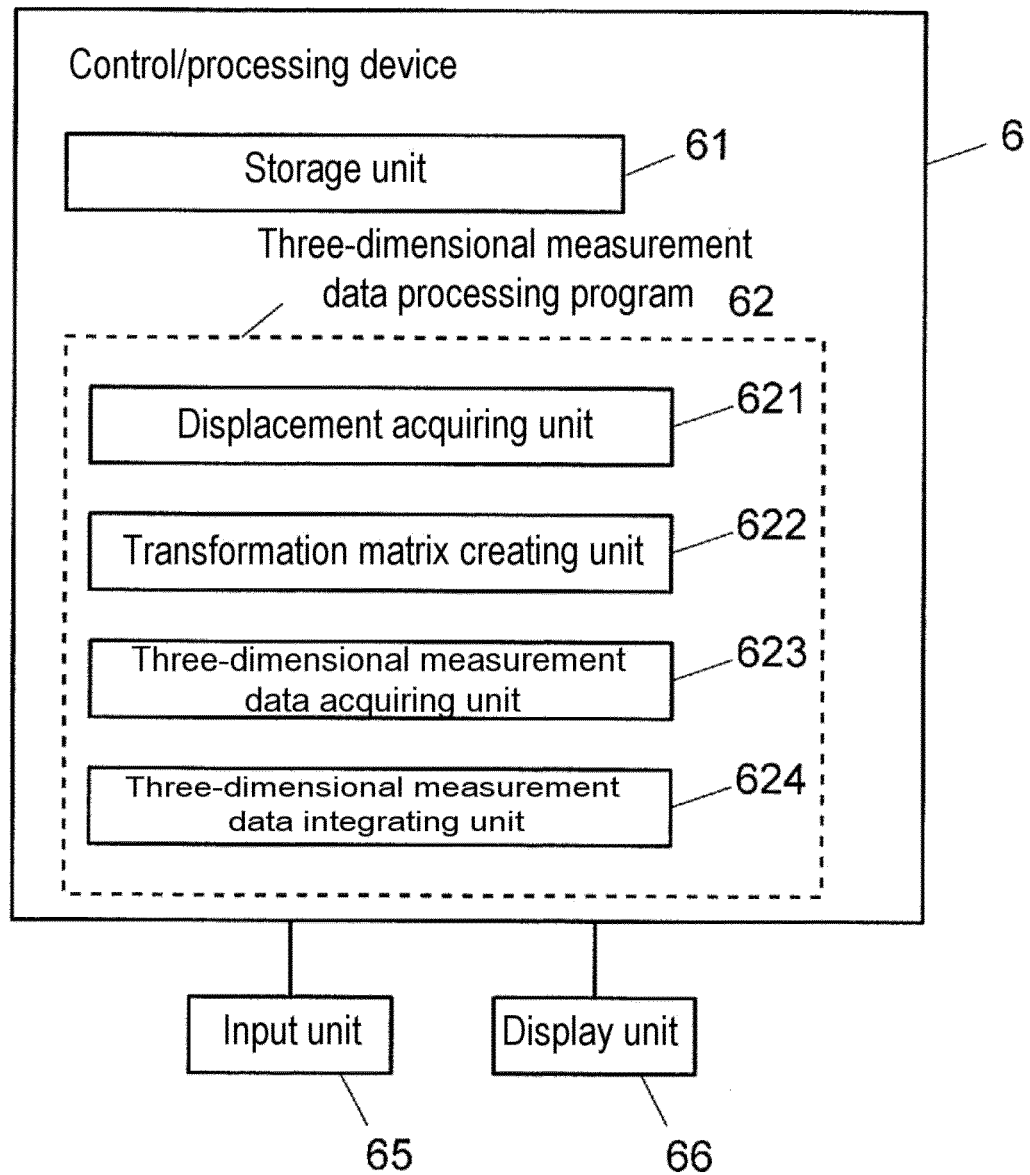 Control/processing device
6
Storage unit
61
Three-dimensional measurement
data processing program
62
Displacement acquiring unit
621
Transformation matrix creating unit
622
Three-dimensional measurement
data acquiring unit
623
Three-dimensional measurement
data integrating unit
624
Input unit
Display unit
65
66